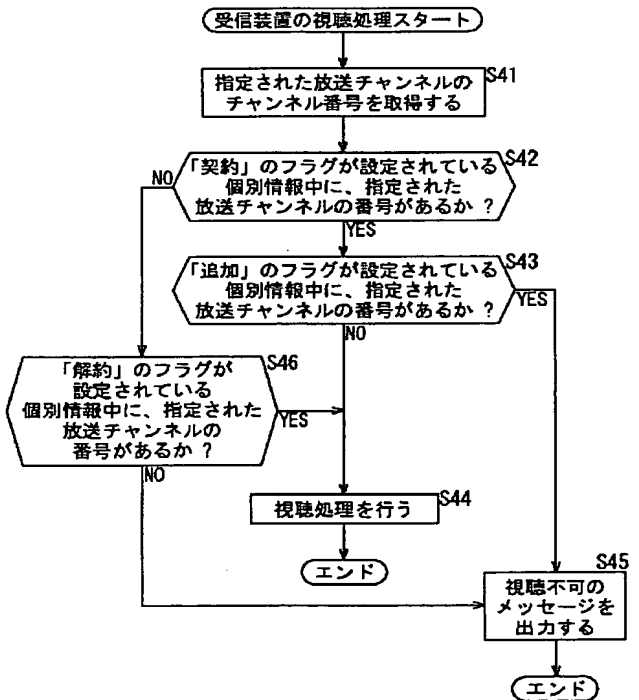 受信装置の視聴処理スタート
S41
指定された放送チャンネルの
チャンネル番号を取得する
S42
「契約」のフラグが設定されている
個別情報中に、指定された
放送チャンネルの番号があるか ?
NO
YES
S43
「追加」のフラグが設定されている
個別情報中に、指定された
放送チャンネルの番号があるか ?
YES
NO
S46
「解約」のフラグが
設定されている
個別情報中に、指定された
放送チャンネルの
番号があるか ?
YES
NO
S44
視聴処理を行う
エンド
S45
視聴不可の
メッセージを
出力する
エンド